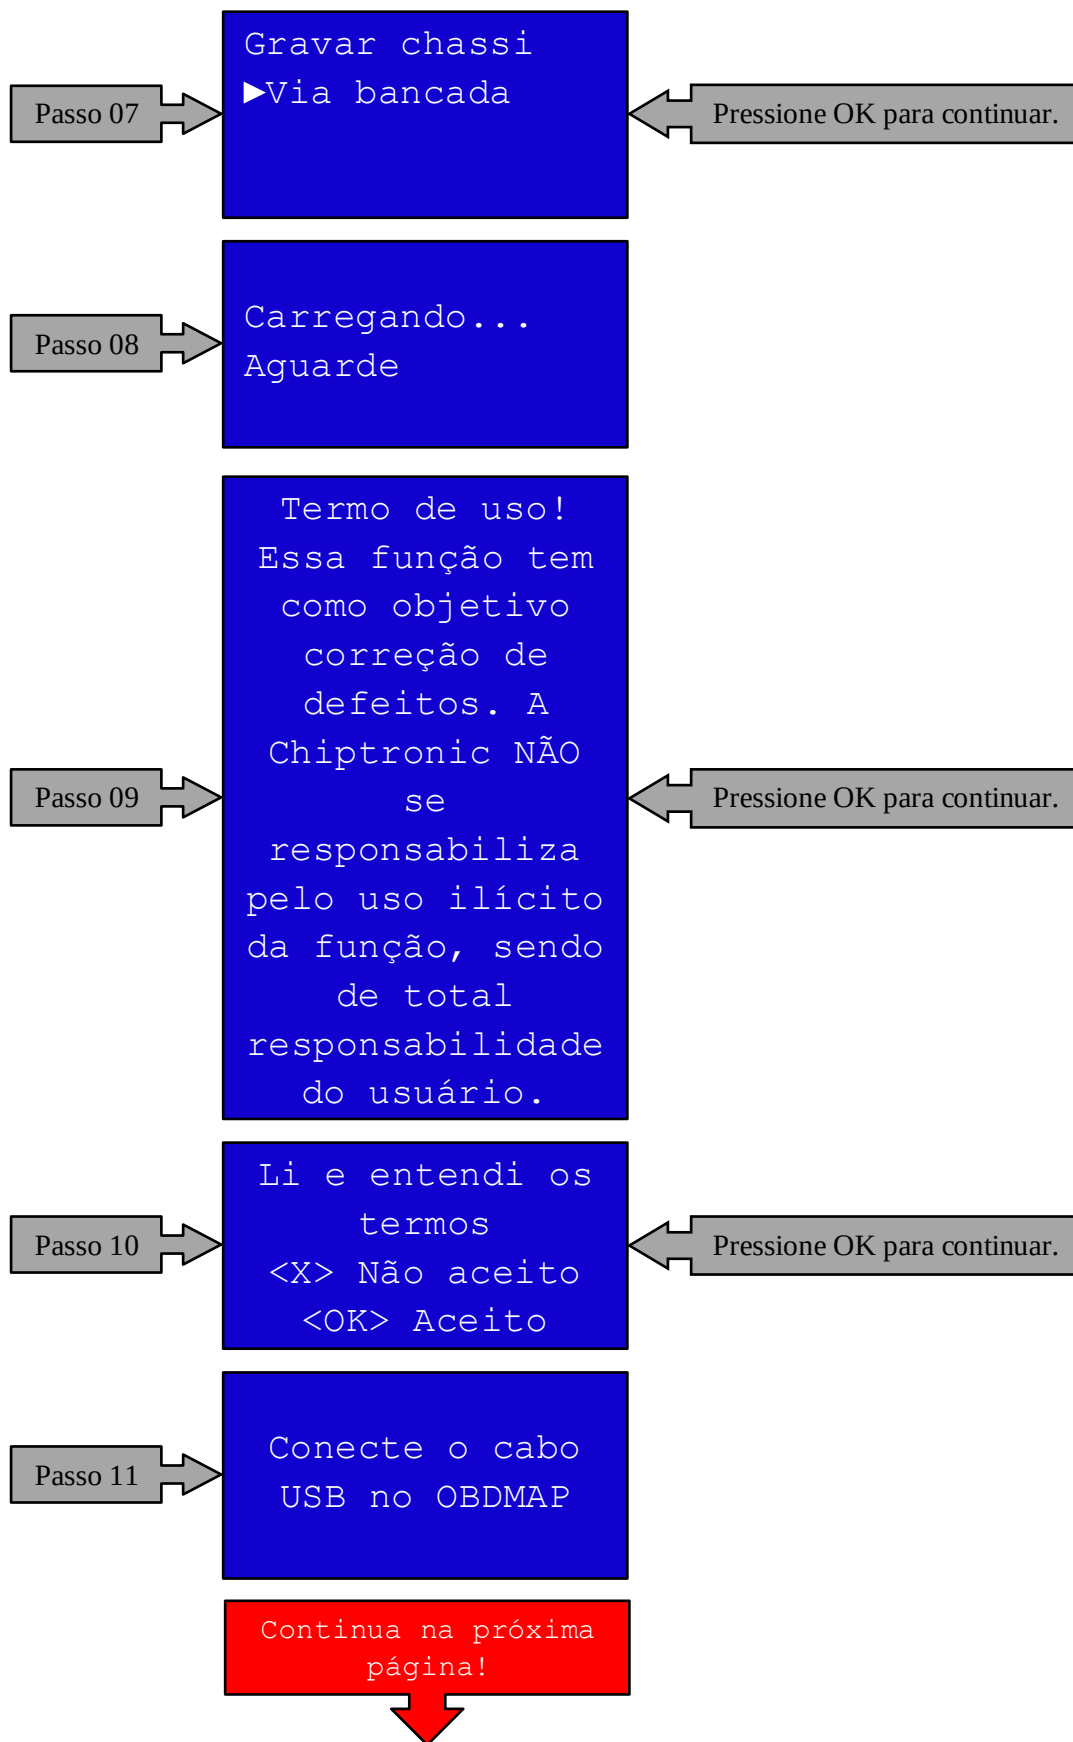 Gravar chassi
►Via bancada
Passo 07
Pressione OK para continuar.
Carregando...
Aguarde
Passo 08
Termo de uso!
Essa função tem
como objetivo
correção de
defeitos. A
Chiptronic NÃO
se
responsabiliza
pelo uso ilícito
da função, sendo
de total
responsabilidade
do usuário.
Passo 09
Pressione OK para continuar.
Li e entendi os
termos
<X> Não aceito
<OK> Aceito
Passo 10
Pressione OK para continuar.
Conecte o cabo
USB no OBDMAP
Passo 11
Continua na próxima
página!